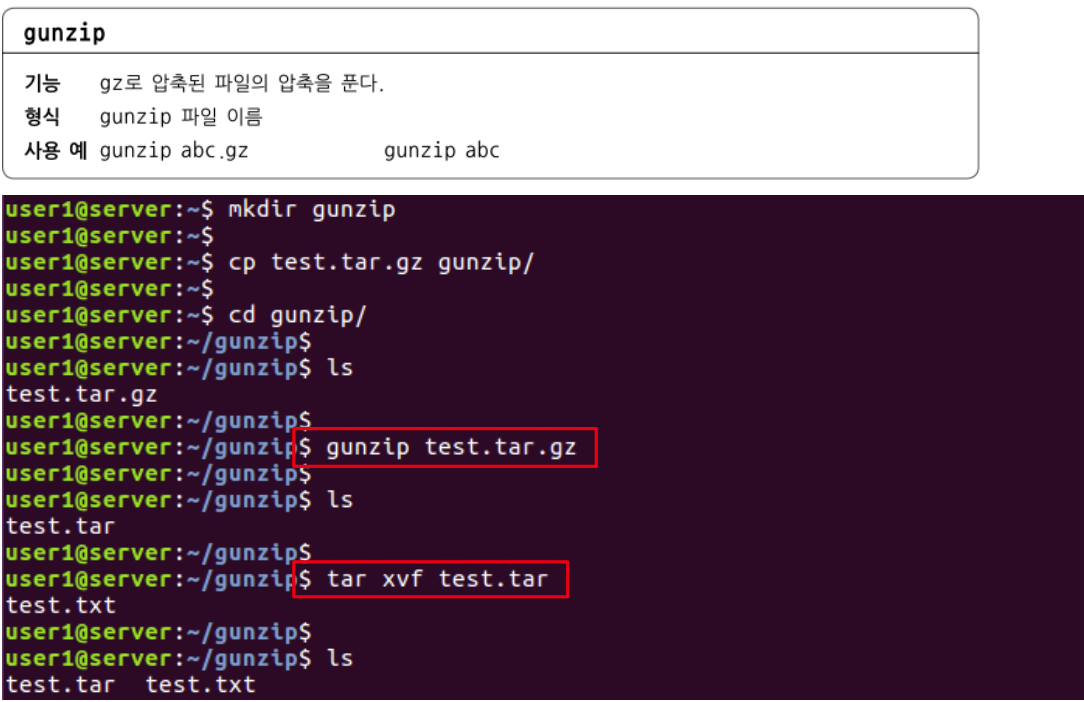 gunzip
기능 gz로 압축된 파일의 압축을 푼다.
형식 gunzip 파일 이름
사용 예 gunzip abc.gz gunzip abc
user1@server:~$ mkdir gunzip
user1@server:~$
user1@server:~$ cp test.tar.gz gunzip/
user1@server:~$
user1@server:~$ cd gunzip/
user1@server:~/gunzip$
user1@server:~/gunzip$ ls
test.tar.gz
user1@server:~/gunzip$
user1@server:~/gunzip$ gunzip test.tar.gz
user1@server:~/gunzip$
user1@server:~/gunzip$ ls
test.tar
user1@server:~/gunzip$
user1@server:~/gunzip$ tar xvf test.tar
test.txt
user1@server:~/gunzip$
user1@server:~/gunzip$ ls
test.tar test.txt